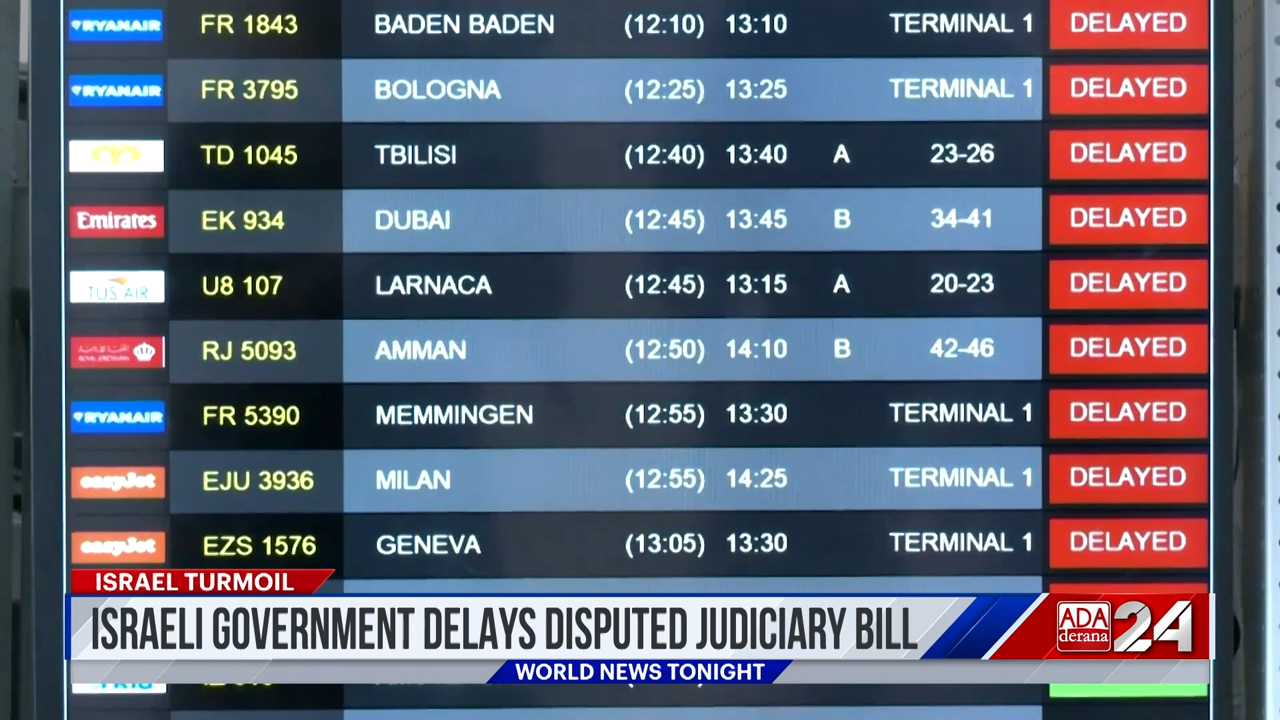 RYANAIR FR 1843 BADEN BADEN (12:10) 13:10 TERMINAL 1 DELAYED
RYANAIR FR 3795 BOLOGNA (12:25) 13:25 TERMINAL 1 DELAYED
TD 1045 TBILISI (12:40) 13:40 A 23-26 DELAYED
Emirates EK 934 DUBAI (12:45) 13:45 B 34-41 DELAYED
TUS AIR U8 107 LARNACA (12:45) 13:15 A 20-23 DELAYED
RJ 5093 AMMAN (12:50) 14:10 B 42-46 DELAYED
RYANAIR FR 5390 MEMMINGEN (12:55) 13:30 TERMINAL 1 DELAYED
easyJet EJU 3936 MILAN (12:55) 14:25 TERMINAL 1 DELAYED
easyJet EZS 1576 GENEVA (13:05) 13:30 TERMINAL 1 DELAYED
ISRAEL TURMOIL
ISRAELI GOVERNMENT DELAYS DISPUTED JUDICIARY BILL
ADA derana 24
WORLD NEWS TONIGHT